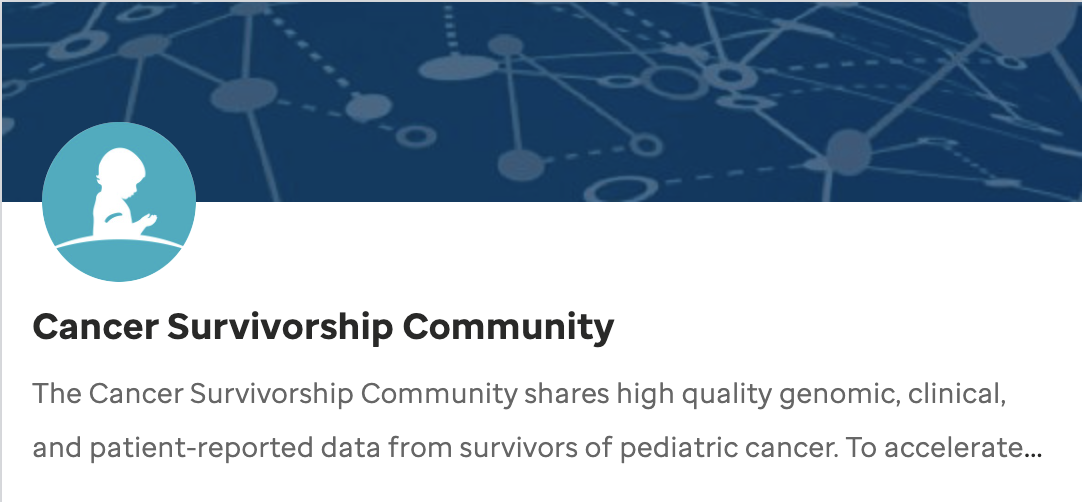 Cancer Survivorship Community
The Cancer Survivorship Community shares high quality genomic, clinical,
and patient-reported data from survivors of pediatric cancer. To accelerate...